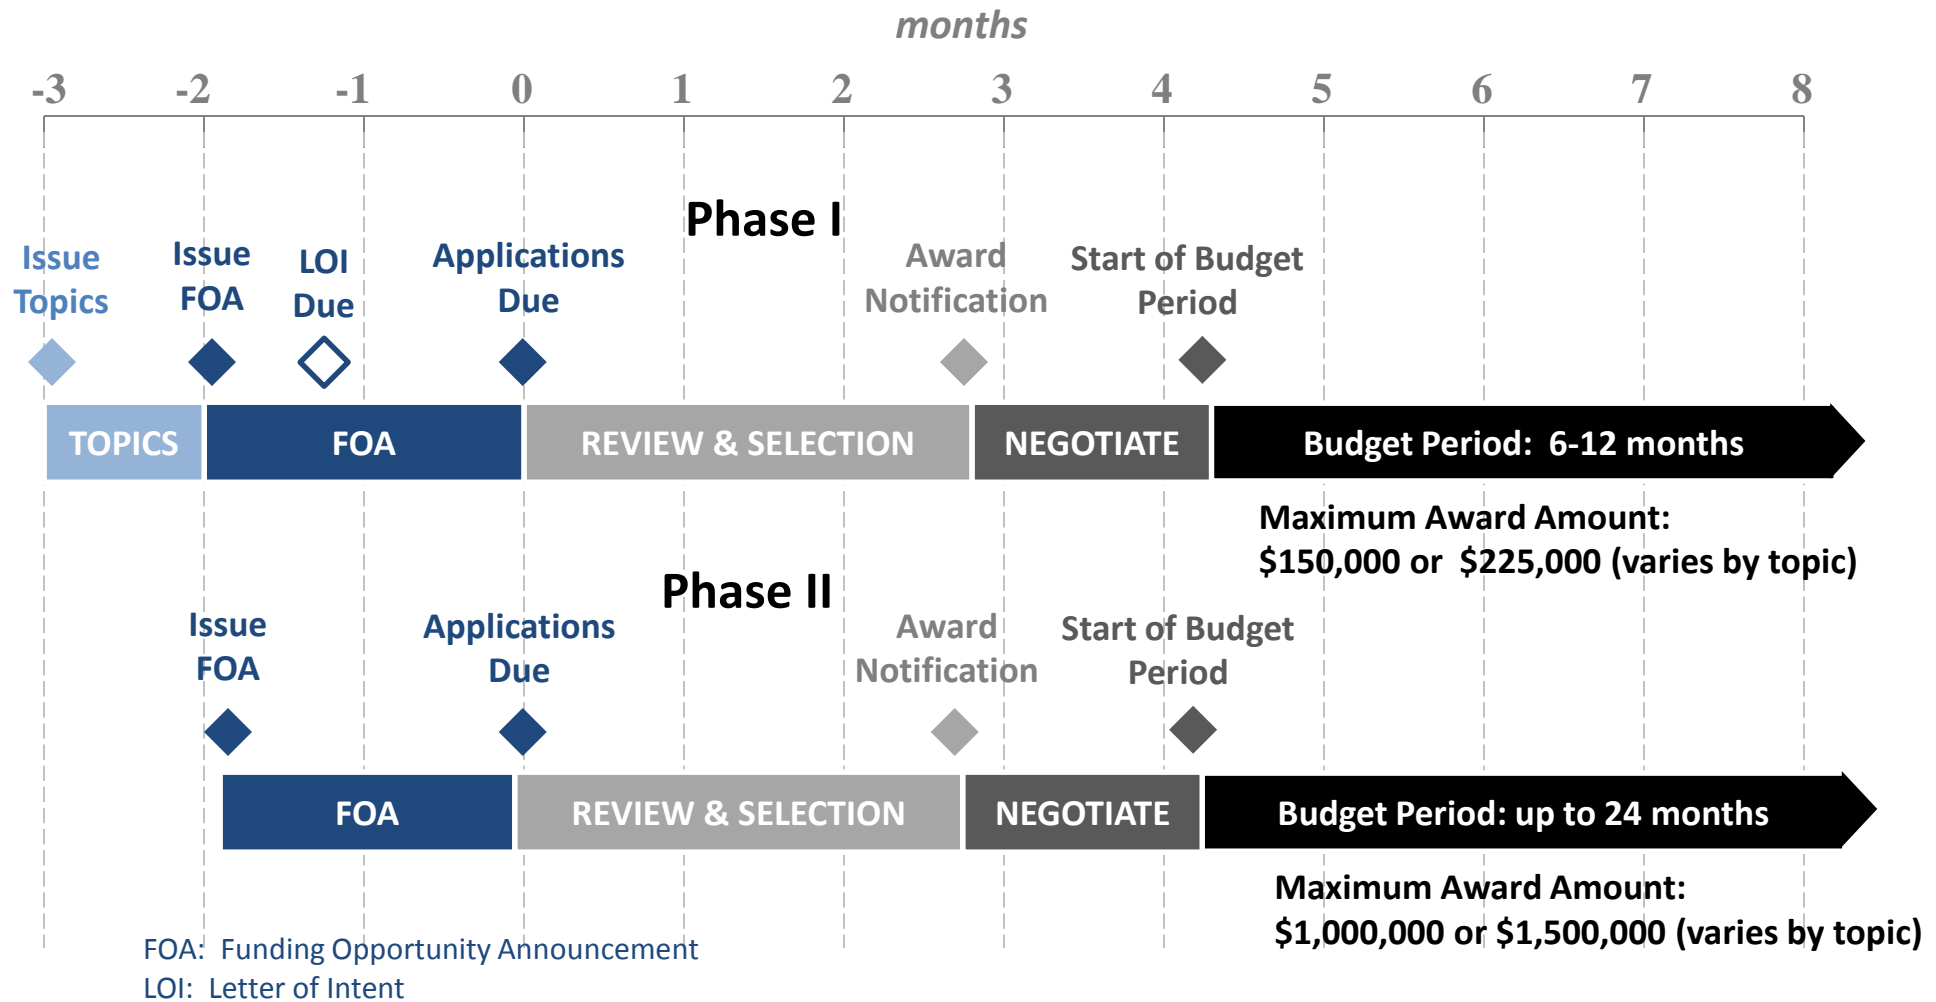 months
-3 -2 -1 0 1 2 3 4 5 6 7 8
Phase I
Issue
Topics
Issue
FOA
LOI
Due
Applications
Due
Award
Notification
Start of Budget
Period
TOPICS
FOA
REVIEW & SELECTION
NEGOTIATE
Budget Period: 6-12 months
Maximum Award Amount:
$150,000 or $225,000 (varies by topic)
Phase II
Issue
FOA
Applications
Due
Award
Notification
Start of Budget
Period
FOA
REVIEW & SELECTION
NEGOTIATE
Budget Period: up to 24 months
Maximum Award Amount:
$1,000,000 or $1,500,000 (varies by topic)
FOA: Funding Opportunity Announcement
LOI: Letter of Intent